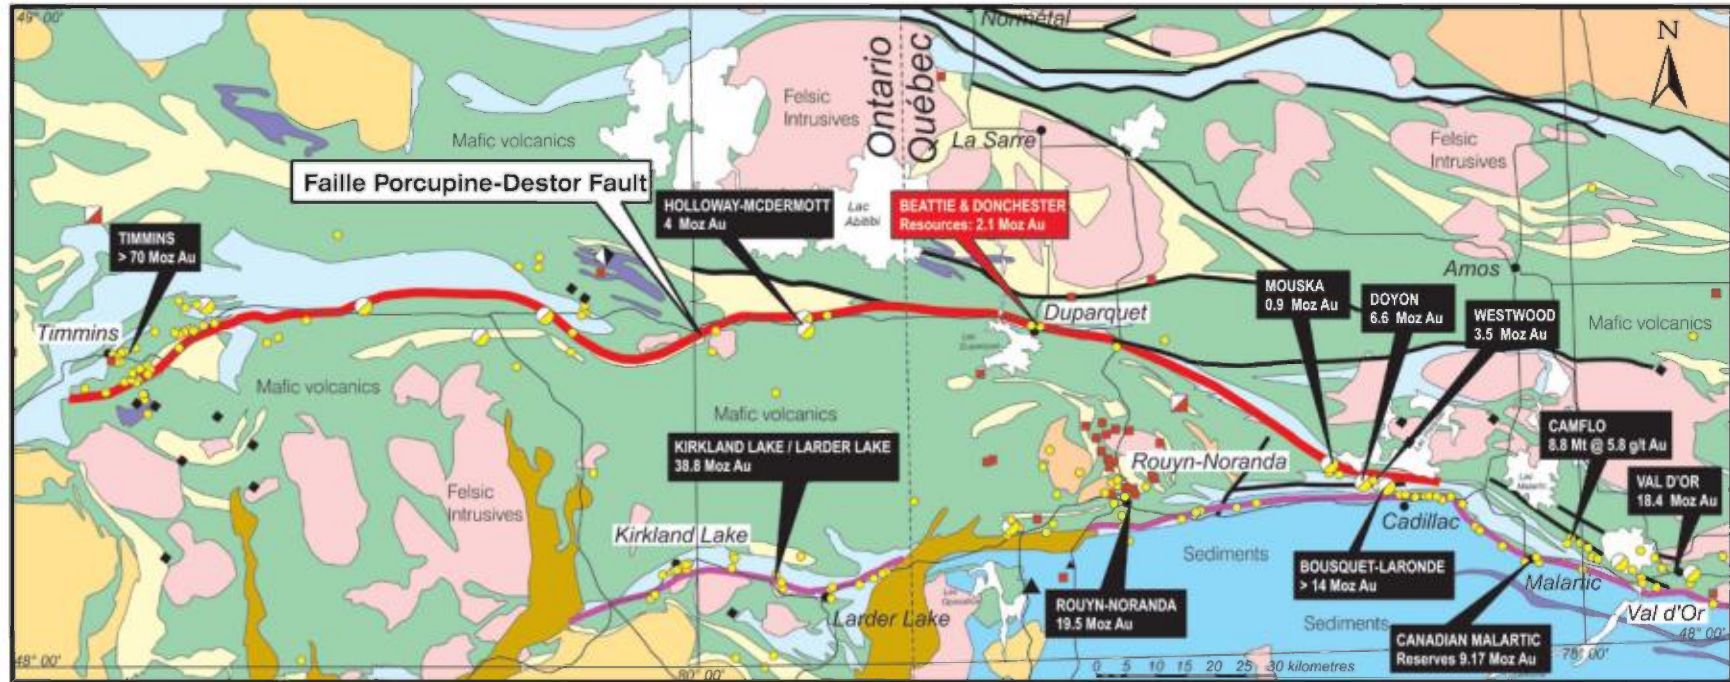 49° 00'
Normétal
N
Ontario
Québec
Felsic
Intrusives
Mafic volcanics
La Sarre
Felsic
Intrusives
Faille Porcupine-Destor Fault
HOLLOWAY-MCDERMOTT
4 Moz Au
Lac
Abitibi
BEATTIE & DONCHESTER
Resources: 2.1 Moz Au
TIMMINS
> 70 Moz Au
Amos
MOUSKA
0.9 Moz Au
DOYON
6.6 Moz Au
WESTWOOD
3.5 Moz Au
Timmins
Duparquet
Mafic volcanics
Lac
Duparquet
Mafic volcanics
Mafic volcanics
KIRKLAND LAKE / LARDER LAKE
38.8 Moz Au
CAMFLO
8.8 Mt @ 5.8 g/t Au
Rouyn-Noranda
VAL D'OR
18.4 Moz Au
Lac
Malartic
Felsic
Intrusives
Cadillac
Kirkland Lake
Sediments
BOUSQUET-LARONDE
> 14 Moz Au
Malartic
ROUYN-NORANDA
19.5 Moz Au
Larder Lake
Val d'Or
Sediments
CANADIAN MALARTIC
Reserves 9.17 Moz Au
48° 00'
48° 00'
78° 00'
80° 00'
0 5 10 15 20 25 30 kilometres